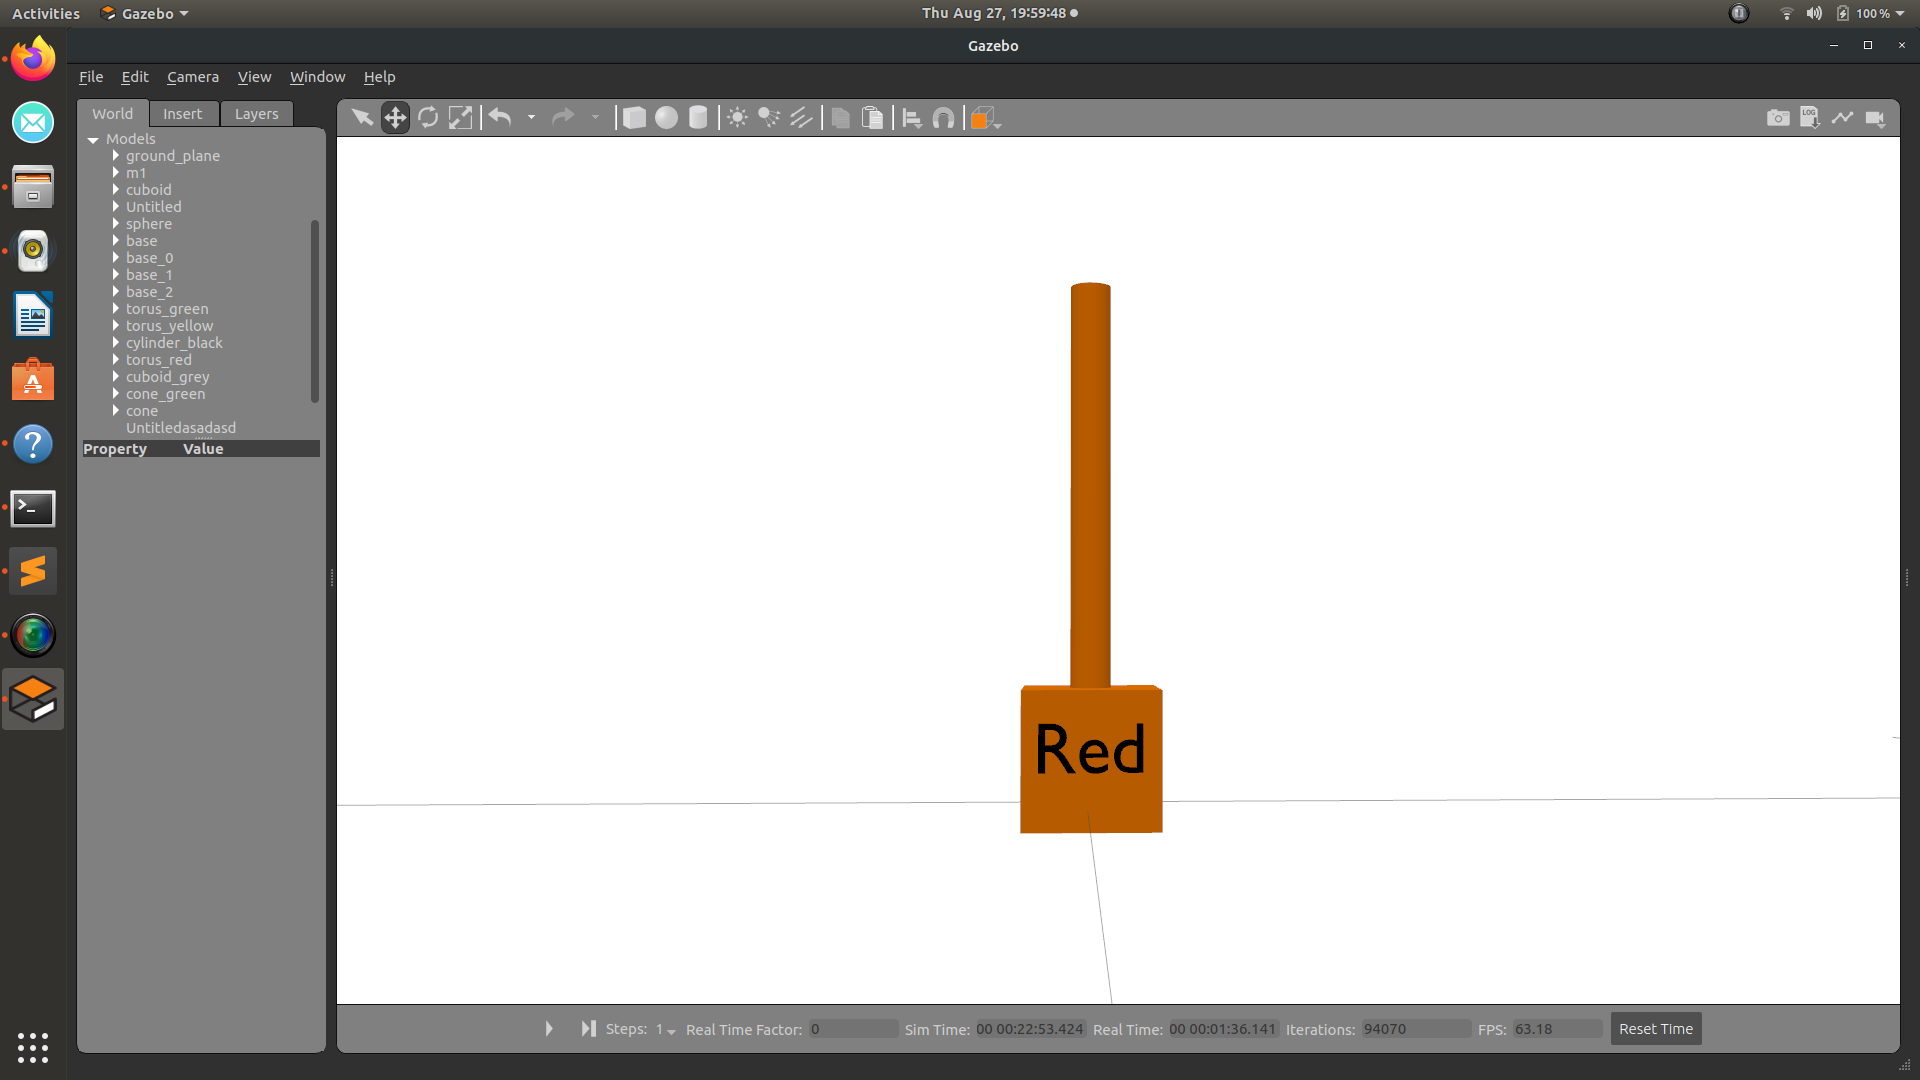 Activities Gazebo Thu Aug 27, 19:59:48 100 %
Gazebo
File Edit Camera View Window Help
World Insert Layers
Models
ground_plane
m1
cuboid
Untitled
sphere
base
base_0
base_1
base_2
torus_green
torus_yellow
cylinder_black
torus_red
cuboid_grey
cone_green
cone
Untitledasadasd
Property Value
LOG
Red
Steps: 1 Real Time Factor: 0 Sim Time: 00 00:22:53.424 Real Time: 00 00:01:36.141 Iterations: 94070 FPS: 63.18 Reset Time